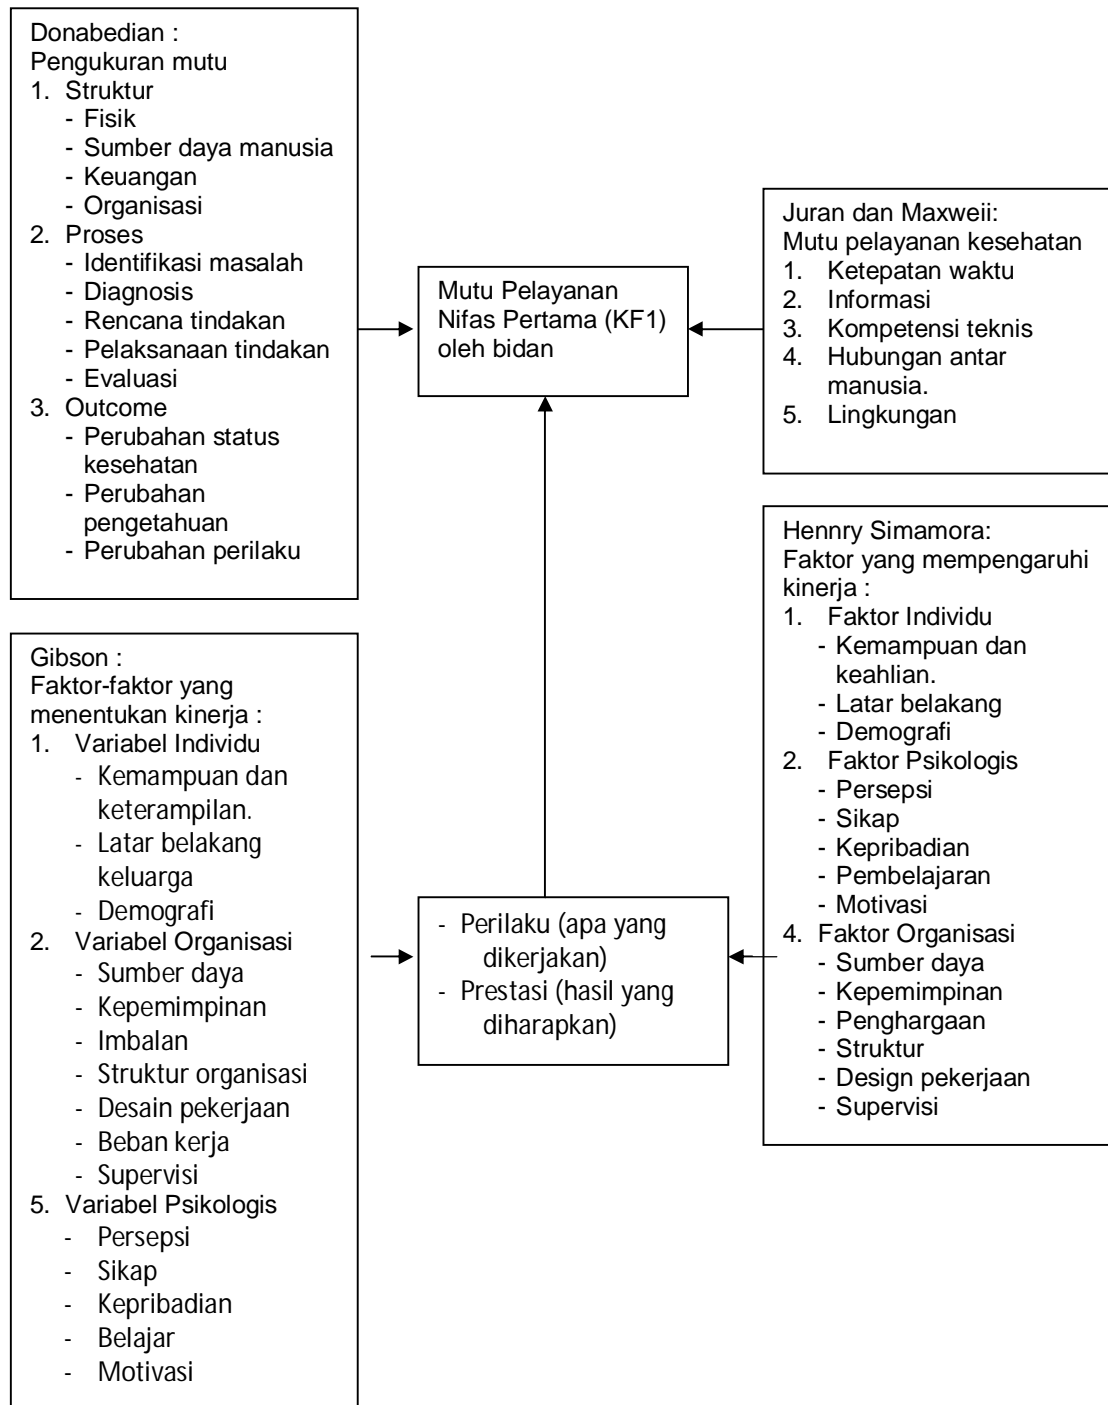 Donabedian :
Pengukuran mutu
1. Struktur
- Fisik
- Sumber daya manusia
- Keuangan
- Organisasi
2. Proses
- Identifikasi masalah
- Diagnosis
- Rencana tindakan
- Pelaksanaan tindakan
- Evaluasi
3. Outcome
- Perubahan status
kesehatan
- Perubahan
pengetahuan
- Perubahan perilaku
Mutu Pelayanan
Nifas Pertama (KF1)
oleh bidan
Juran dan Maxweii:
Mutu pelayanan kesehatan
1. Ketepatan waktu
2. Informasi
3. Kompetensi teknis
4. Hubungan antar
manusia.
5. Lingkungan
Gibson :
Faktor-faktor yang
menentukan kinerja :
1. Variabel Individu
- Kemampuan dan
keterampilan.
- Latar belakang
keluarga
- Demografi
2. Variabel Organisasi
- Sumber daya
- Kepemimpinan
- Imbalan
- Struktur organisasi
- Desain pekerjaan
- Beban kerja
- Supervisi
5. Variabel Psikologis
- Persepsi
- Sikap
- Kepribadian
- Belajar
- Motivasi
- Perilaku (apa yang
dikerjakan)
- Prestasi (hasil yang
diharapkan)
Hennry Simamora:
Faktor yang mempengaruhi
kinerja :
1. Faktor Individu
- Kemampuan dan
keahlian.
- Latar belakang
- Demografi
2. Faktor Psikologis
- Persepsi
- Sikap
- Kepribadian
- Pembelajaran
- Motivasi
4. Faktor Organisasi
- Sumber daya
- Kepemimpinan
- Penghargaan
- Struktur
- Design pekerjaan
- Supervisi